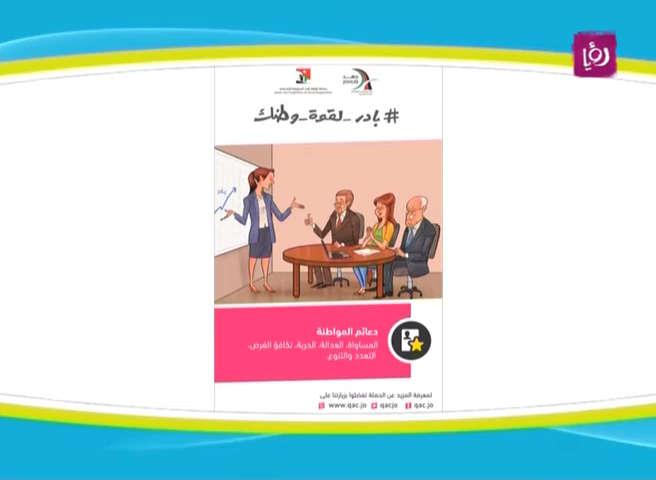 رؤيا
JOHUD
# بادر_لقوة_وطنك
دعائم المواطنة
المساواة، العدالة، الحرية، تكافؤ الفرص،
التعدد والتنوع.
لمعرفة المزيد عن الحملة تفضلوا بزيارتنا على
www.qac.jo qacjo qac.jo